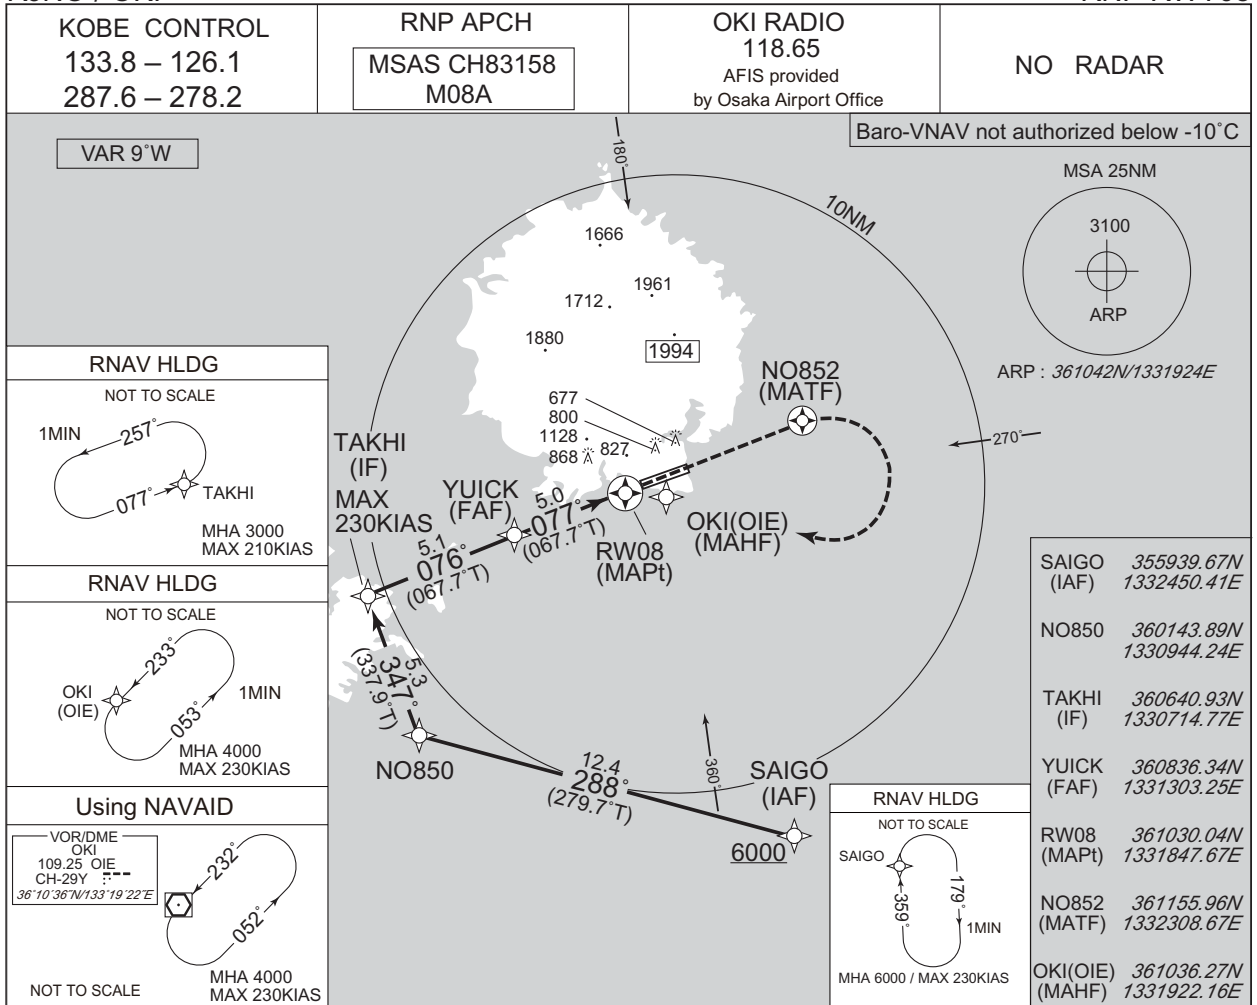 KOBE CONTROL
133.8 – 126.1
287.6 – 278.2
RNP APCH
MSAS CH83158
M08A
OKI RADIO
118.65
AFIS provided
by Osaka Airport Office
NO RADAR
VAR 9˚W
Baro-VNAV not authorized below -10˚C
MSA 25NM
3100
ARP
ARP : 361042N/1331924E
180˚
10NM
1666
1961
1712
1880
1994
677
800
1128
868
827
NO852
(MATF)
270˚
TAKHI
(IF)
MAX
230KIAS
YUICK
(FAF)
5.0
077˚
(067.7˚T)
5.1
076˚
(067.7˚T)
RW08
(MAPt)
OKI(OIE)
(MAHF)
5.3
347˚
(337.9˚T)
NO850
12.4
288˚
(279.7˚T)
360˚
SAIGO
(IAF)
6000
RNAV HLDG
NOT TO SCALE
1MIN
257˚
077˚
TAKHI
MHA 3000
MAX 210KIAS
RNAV HLDG
NOT TO SCALE
233˚
OKI
(OIE)
1MIN
053˚
MHA 4000
MAX 230KIAS
Using NAVAID
VOR/DME
OKI
109.25 OIE
CH-29Y
36˚10'36"N/133˚19'22"E
232˚
052˚
MHA 4000
MAX 230KIAS
NOT TO SCALE
RNAV HLDG
NOT TO SCALE
SAIGO
359˚
179˚
1MIN
MHA 6000 / MAX 230KIAS
SAIGO 355939.67N
(IAF) 1332450.41E
NO850 360143.89N
1330944.24E
TAKHI 360640.93N
(IF) 1330714.77E
YUICK 360836.34N
(FAF) 1331303.25E
RW08 361030.04N
(MAPt) 1331847.67E
NO852 361155.96N
(MATF) 1332308.67E
OKI(OIE) 361036.27N
(MAHF) 1331922.16E